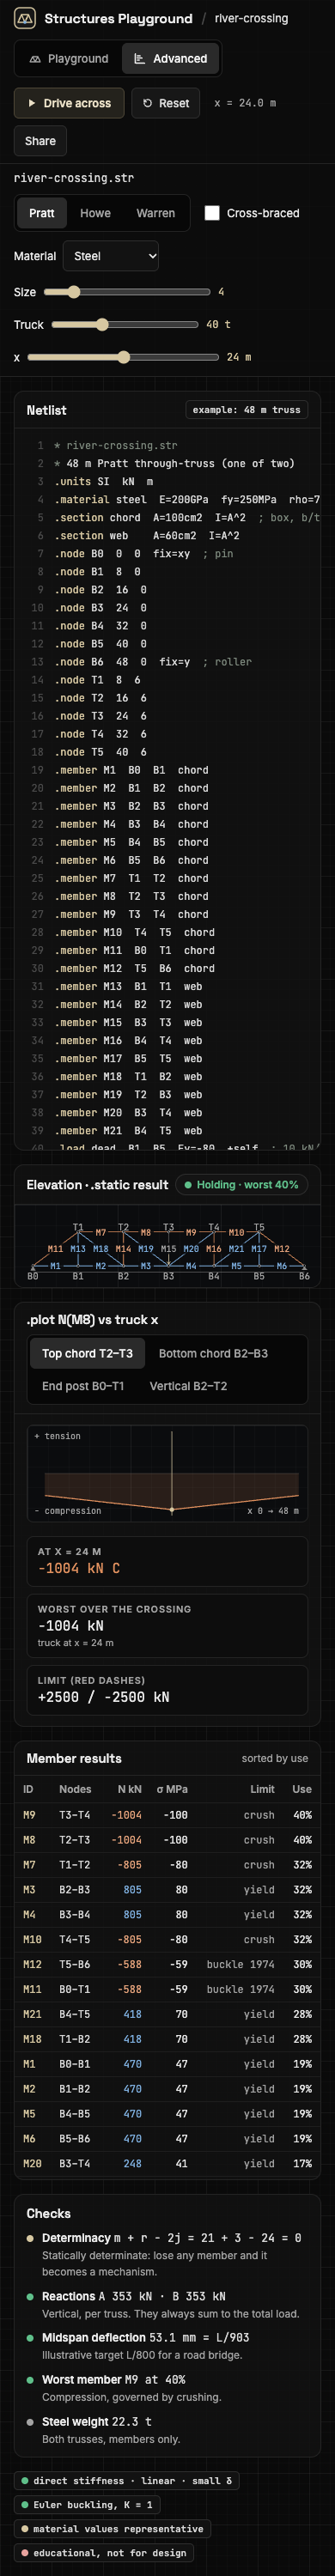 Structures Playground / river-crossing
Playground Advanced
Drive across Reset x = 24.0 m
Share
river-crossing.str
Pratt Howe Warren Cross-braced
Material Steel
Size 4
Truck 40 t
x 24 m
Netlist example: 48 m truss
1 * river-crossing.str
2 * 48 m Pratt through-truss (one of two)
3 .units SI kN m
4 .material steel E=200GPa fy=250MPa rho=7
5 .section chord A=100cm2 I=A^2 ; box, b/t
6 .section web A=60cm2 I=A^2
7 .node B0 0 0 fix=xy ; pin
8 .node B1 8 0
9 .node B2 16 0
10 .node B3 24 0
11 .node B4 32 0
12 .node B5 40 0
13 .node B6 48 0 fix=y ; roller
14 .node T1 8 6
15 .node T2 16 6
16 .node T3 24 6
17 .node T4 32 6
18 .node T5 40 6
19 .member M1 B0 B1 chord
20 .member M2 B1 B2 chord
21 .member M3 B2 B3 chord
22 .member M4 B3 B4 chord
23 .member M5 B4 B5 chord
24 .member M6 B5 B6 chord
25 .member M7 T1 T2 chord
26 .member M8 T2 T3 chord
27 .member M9 T3 T4 chord
28 .member M10 T4 T5 chord
29 .member M11 B0 T1 chord
30 .member M12 T5 B6 chord
31 .member M13 B1 T1 web
32 .member M14 B2 T2 web
33 .member M15 B3 T3 web
34 .member M16 B4 T4 web
35 .member M17 B5 T5 web
36 .member M18 T1 B2 web
37 .member M19 T2 B3 web
38 .member M20 B3 T4 web
39 .member M21 B4 T5 web
40 .load dead B1 B5 Fy=-80 +self ; 10 kN/
Elevation · .static result Holding · worst 40%
T1 T2 T3 T4 T5
M7 M8 M9 M10
M11 M13 M18 M14 M19 M15 M20 M16 M21 M17 M12
M1 M2 M3 M4 M5 M6
B0 B1 B2 B3 B4 B5 B6
.plot N(M8) vs truck x
Top chord T2–T3 Bottom chord B2–B3
End post B0–T1 Vertical B2–T2
+ tension
- compression x 0 → 48 m
AT X = 24 M
-1004 kN C
WORST OVER THE CROSSING
-1004 kN
truck at x = 24 m
LIMIT (RED DASHES)
+2500 / -2500 kN
Member results sorted by use
ID Nodes N kN σ MPa Limit Use
M9 T3–T4 -1004 -100 crush 40%
M8 T2–T3 -1004 -100 crush 40%
M7 T1–T2 -805 -80 crush 32%
M3 B2–B3 805 80 yield 32%
M4 B3–B4 805 80 yield 32%
M10 T4–T5 -805 -80 crush 32%
M12 T5–B6 -588 -59 buckle 1974 30%
M11 B0–T1 -588 -59 buckle 1974 30%
M21 B4–T5 418 70 yield 28%
M18 T1–B2 418 70 yield 28%
M1 B0–B1 470 47 yield 19%
M2 B1–B2 470 47 yield 19%
M5 B4–B5 470 47 yield 19%
M6 B5–B6 470 47 yield 19%
M20 B3–T4 248 41 yield 17%
Checks
Determinacy m + r - 2j = 21 + 3 - 24 = 0
Statically determinate: lose any member and it
becomes a mechanism.
Reactions A 353 kN · B 353 kN
Vertical, per truss. They always sum to the total load.
Midspan deflection 53.1 mm = L/903
Illustrative target L/800 for a road bridge.
Worst member M9 at 40%
Compression, governed by crushing.
Steel weight 22.3 t
Both trusses, members only.
direct stiffness · linear · small δ
Euler buckling, K = 1
material values representative
educational, not for design